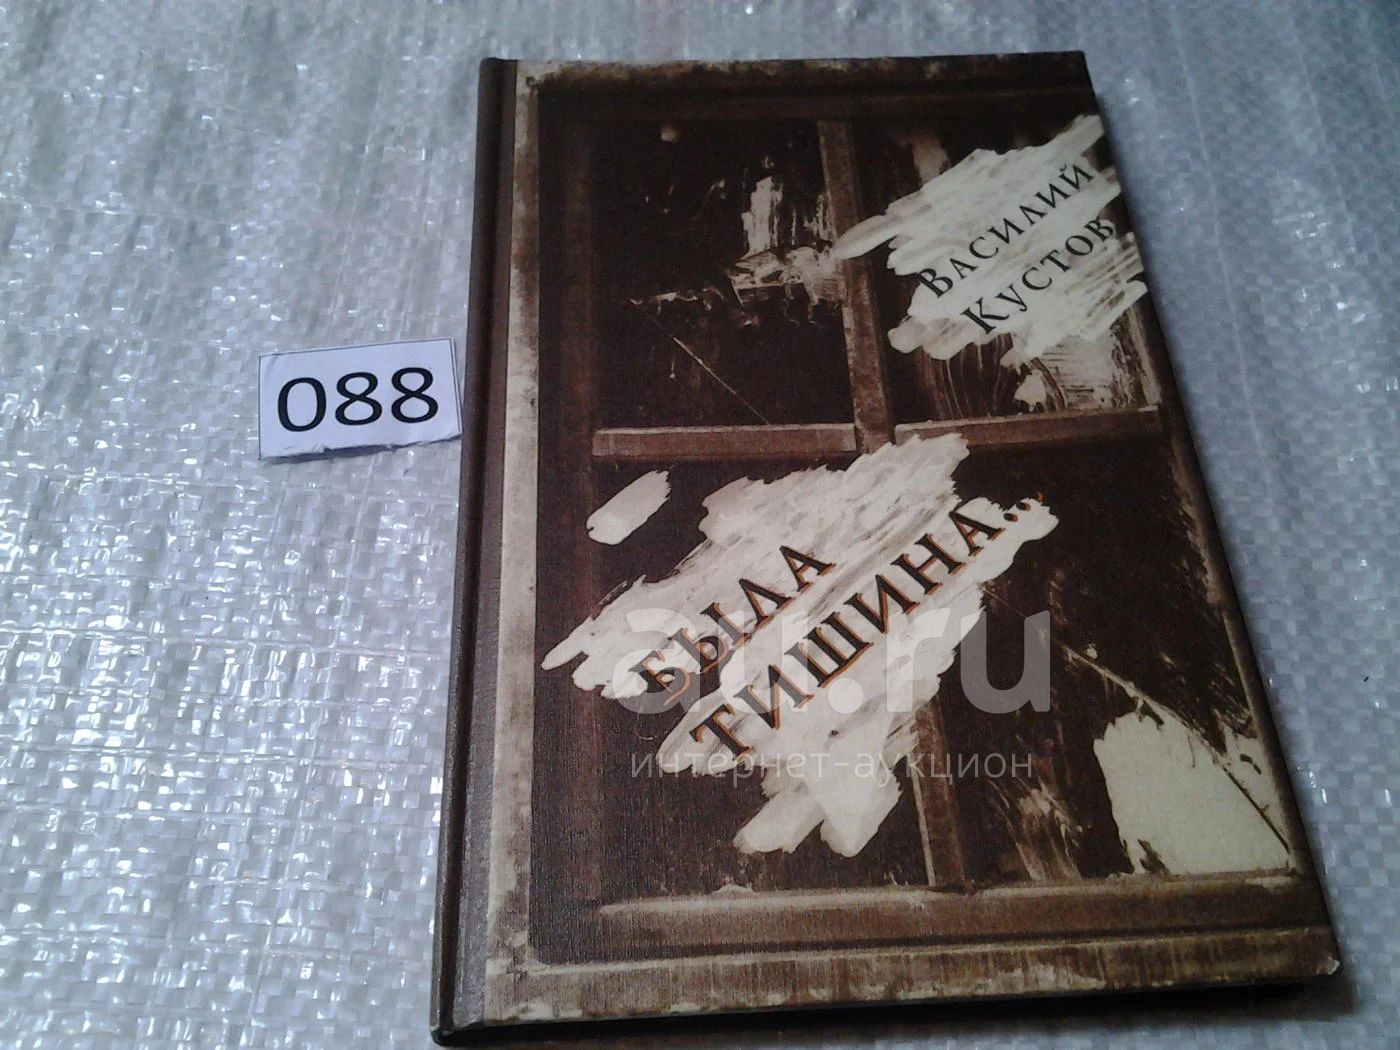 ВАСИЛИЙ
КУСТОВ
088
БЫЛА
ТИШИНА...
au.ru
интернет-аукцион